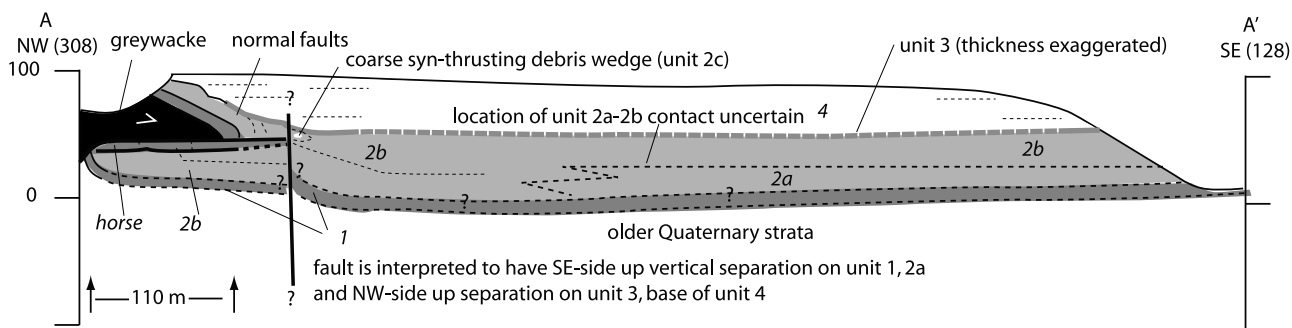 A
NW (308)
greywacke
normal faults
coarse syn-thrusting debris wedge (unit 2c)
unit 3 (thickness exaggerated)
A'
SE (128)
100
?
location of unit 2a-2b contact uncertain
4
2b
2b
?
2a
?
0
?
?
horse
2b
1
older Quaternary strata
fault is interpreted to have SE-side up vertical separation on unit 1, 2a
and NW-side up separation on unit 3, base of unit 4
110 m
?